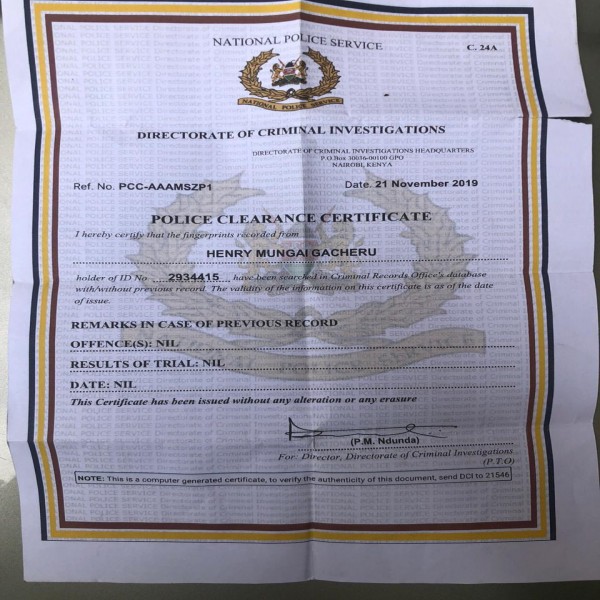 NATIONAL POLICE SERVICE
C. 24A
NATIONAL POLICE SERVICE
DIRECTORATE OF CRIMINAL INVESTIGATIONS
DIRECTORATE OF CRIMINAL INVESTIGATIONS HEADQUARTERS
P.O.Box 30036-00100 GPO
NAIROBI, KENYA
Ref. No. PCC-AAAMSZP1 Date. 21 November 2019
POLICE CLEARANCE CERTIFICATE
I hereby certify that the fingerprints recorded from
HENRY MUNGAI GACHERU
holder of ID No 2934415 have been searched in Criminal Records Office's database
with/without previous record. The validity of the information on this certificate is as of the date
of issue.
REMARKS IN CASE OF PREVIOUS RECORD
OFFENCE(S): NIL
RESULTS OF TRIAL: NIL
DATE: NIL
This Certificate has been issued without any alteration or any erasure
(P.M. Ndunda)
For. Director, Directorate of Criminal Investigations
(P.T.O)
NOTE: This is a computer generated certificate, to verify the authenticity of this document, send DCI to 21546